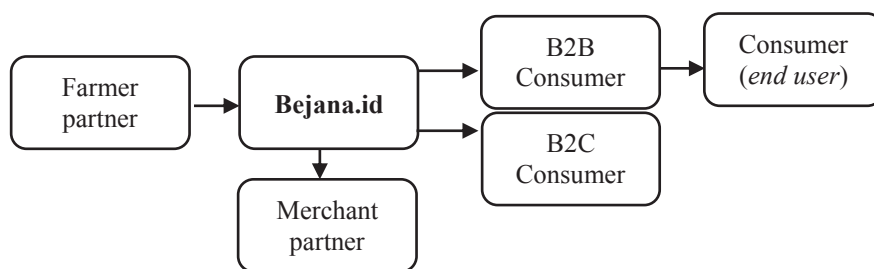 Farmer
partner
Bejana.id
B2B
Consumer
Consumer
(end user)
B2C
Consumer
Merchant
partner